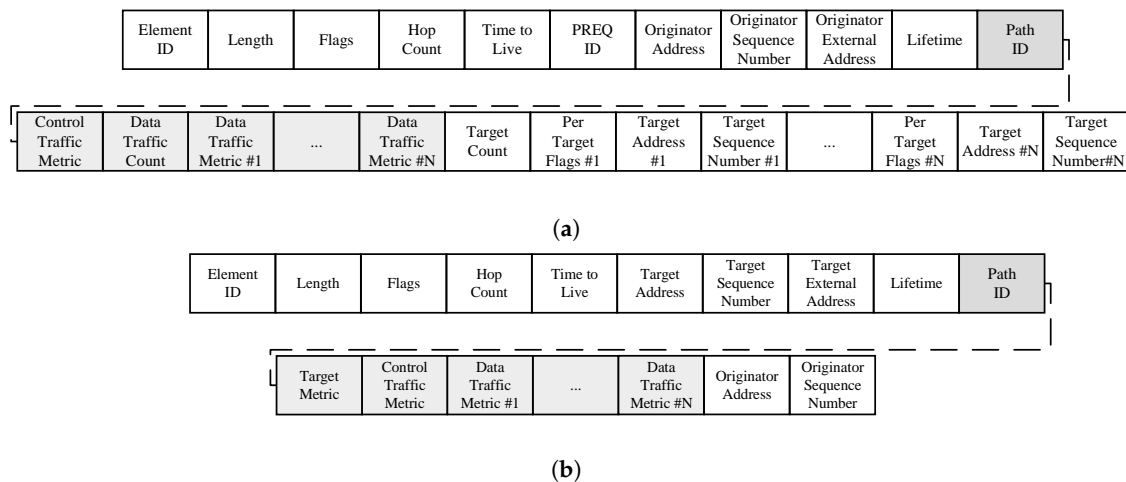 Element ID
Length
Flags
Hop Count
Time to Live
PREQ ID
Originator Address
Originator Sequence Number
Originator External Address
Lifetime
Path ID
Control Traffic Metric
Data Traffic Count
Data Traffic Metric #1
...
Data Traffic Metric #N
Target Count
Per Target Flags #1
Target Address #1
Target Sequence Number #1
...
Per Target Flags #N
Target Address #N
Target Sequence Number#N
(a)
Element ID
Length
Flags
Hop Count
Time to Live
Target Address
Target Sequence Number
Target External Address
Lifetime
Path ID
Target Metric
Control Traffic Metric
Data Traffic Metric #1
...
Data Traffic Metric #N
Originator Address
Originator Sequence Number
(b)